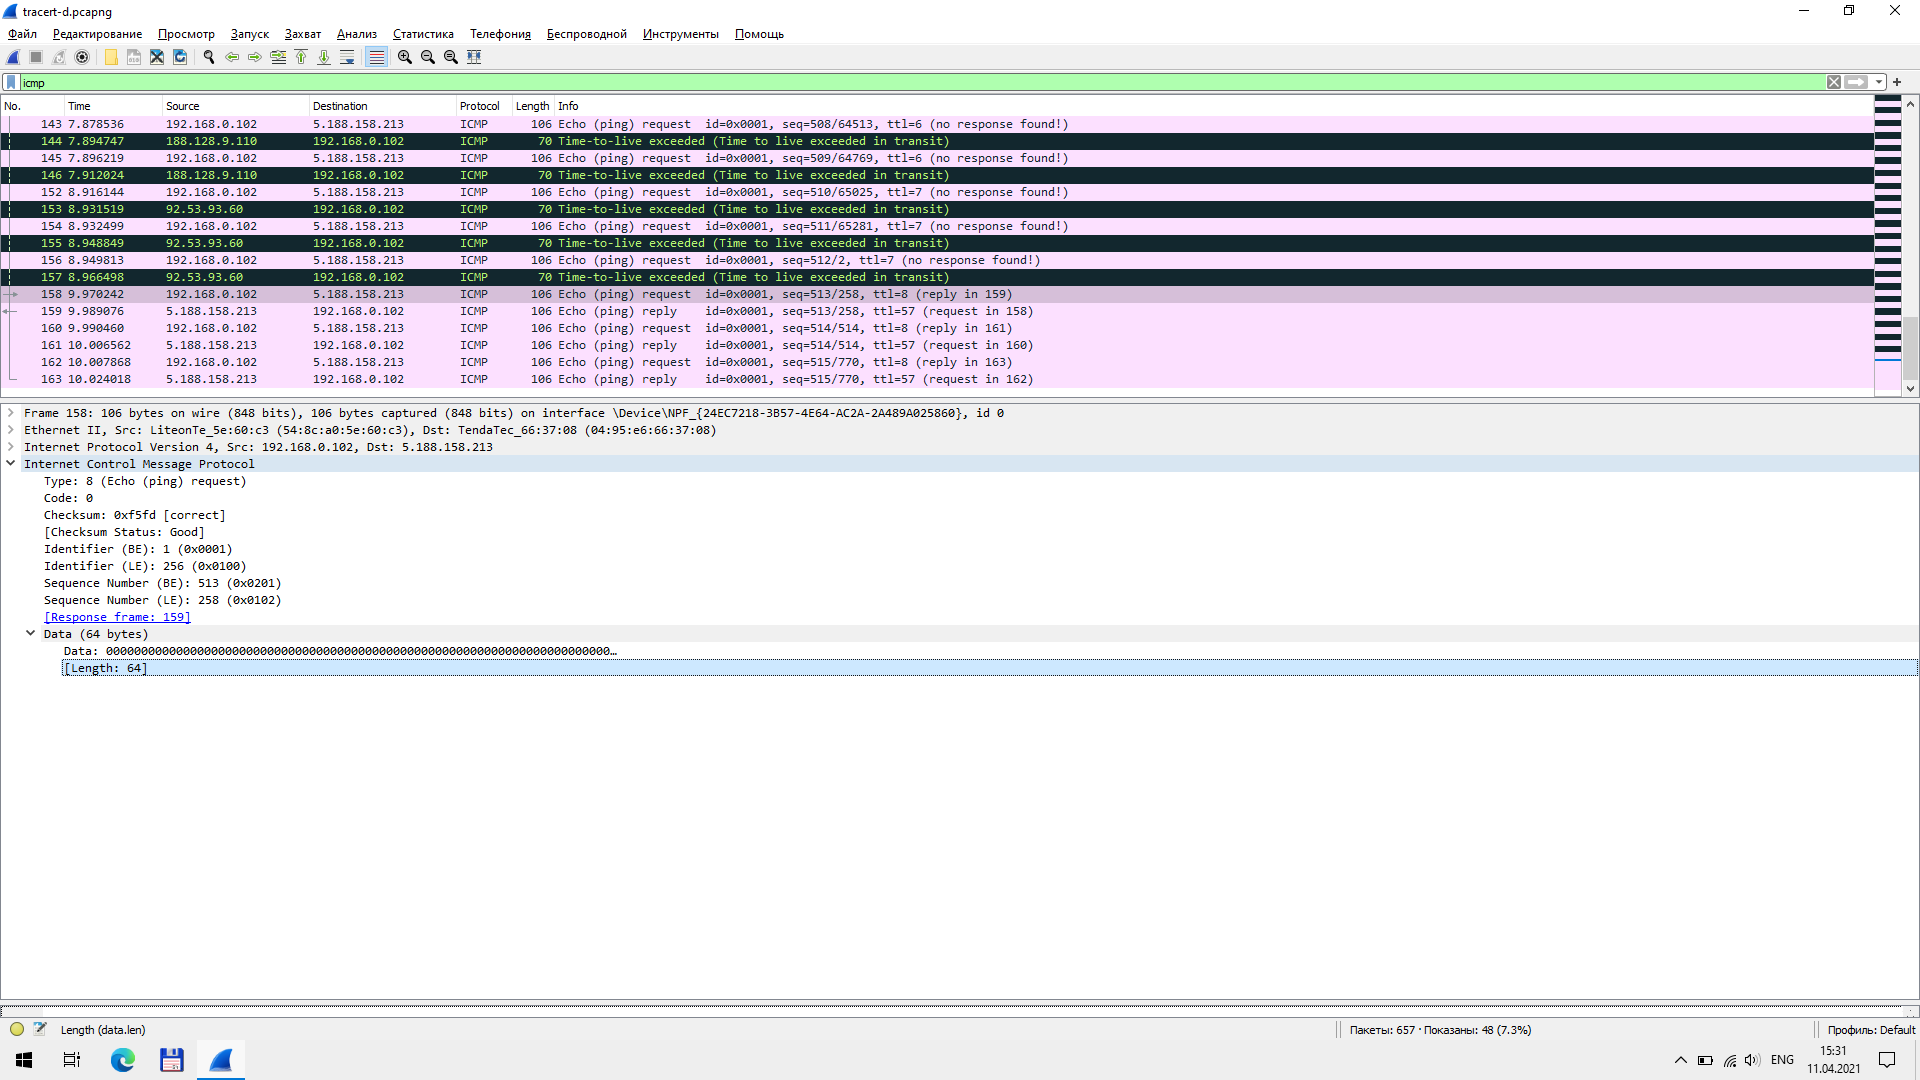 tracert-d.pcapng
Файл Редактирование Просмотр Запуск Захват Анализ Статистика Телефония Беспроводной Инструменты Помощь
icmp
No. Time Source Destination Protocol Length Info
143 7.878536 192.168.0.102 5.188.158.213 ICMP 106 Echo (ping) request id=0x0001, seq=508/64513, ttl=6 (no response found!)
144 7.894747 188.128.9.110 192.168.0.102 ICMP 70 Time-to-live exceeded (Time to live exceeded in transit)
145 7.896219 192.168.0.102 5.188.158.213 ICMP 106 Echo (ping) request id=0x0001, seq=509/64769, ttl=6 (no response found!)
146 7.912024 188.128.9.110 192.168.0.102 ICMP 70 Time-to-live exceeded (Time to live exceeded in transit)
152 8.916144 192.168.0.102 5.188.158.213 ICMP 106 Echo (ping) request id=0x0001, seq=510/65025, ttl=7 (no response found!)
153 8.931519 92.53.93.60 192.168.0.102 ICMP 70 Time-to-live exceeded (Time to live exceeded in transit)
154 8.932499 192.168.0.102 5.188.158.213 ICMP 106 Echo (ping) request id=0x0001, seq=511/65281, ttl=7 (no response found!)
155 8.948849 92.53.93.60 192.168.0.102 ICMP 70 Time-to-live exceeded (Time to live exceeded in transit)
156 8.949813 192.168.0.102 5.188.158.213 ICMP 106 Echo (ping) request id=0x0001, seq=512/2, ttl=7 (no response found!)
157 8.966498 92.53.93.60 192.168.0.102 ICMP 70 Time-to-live exceeded (Time to live exceeded in transit)
158 9.970242 192.168.0.102 5.188.158.213 ICMP 106 Echo (ping) request id=0x0001, seq=513/258, ttl=8 (reply in 159)
159 9.989076 5.188.158.213 192.168.0.102 ICMP 106 Echo (ping) reply id=0x0001, seq=513/258, ttl=57 (request in 158)
160 9.990460 192.168.0.102 5.188.158.213 ICMP 106 Echo (ping) request id=0x0001, seq=514/514, ttl=8 (reply in 161)
161 10.006562 5.188.158.213 192.168.0.102 ICMP 106 Echo (ping) reply id=0x0001, seq=514/514, ttl=57 (request in 160)
162 10.007868 192.168.0.102 5.188.158.213 ICMP 106 Echo (ping) request id=0x0001, seq=515/770, ttl=8 (reply in 163)
163 10.024018 5.188.158.213 192.168.0.102 ICMP 106 Echo (ping) reply id=0x0001, seq=515/770, ttl=57 (request in 162)
Frame 158: 106 bytes on wire (848 bits), 106 bytes captured (848 bits) on interface \Device\NPF_{24EC7218-3B57-4E64-AC2A-2A489A025860}, id 0
Ethernet II, Src: LiteonTe_5e:60:c3 (54:8c:a0:5e:60:c3), Dst: TendaTec_66:37:08 (04:95:e6:66:37:08)
Internet Protocol Version 4, Src: 192.168.0.102, Dst: 5.188.158.213
Internet Control Message Protocol
Type: 8 (Echo (ping) request)
Code: 0
Checksum: 0xf5fd [correct]
[Checksum Status: Good]
Identifier (BE): 1 (0x0001)
Identifier (LE): 256 (0x0100)
Sequence Number (BE): 513 (0x0201)
Sequence Number (LE): 258 (0x0102)
[Response frame: 159]
Data (64 bytes)
Data: 000000000000000000000000000000000000000000000000000000000000000000000000…
[Length: 64]
Length (data.len)
Пакеты: 657 · Показаны: 48 (7.3%)
Профиль: Default
ENG
15:31
11.04.2021